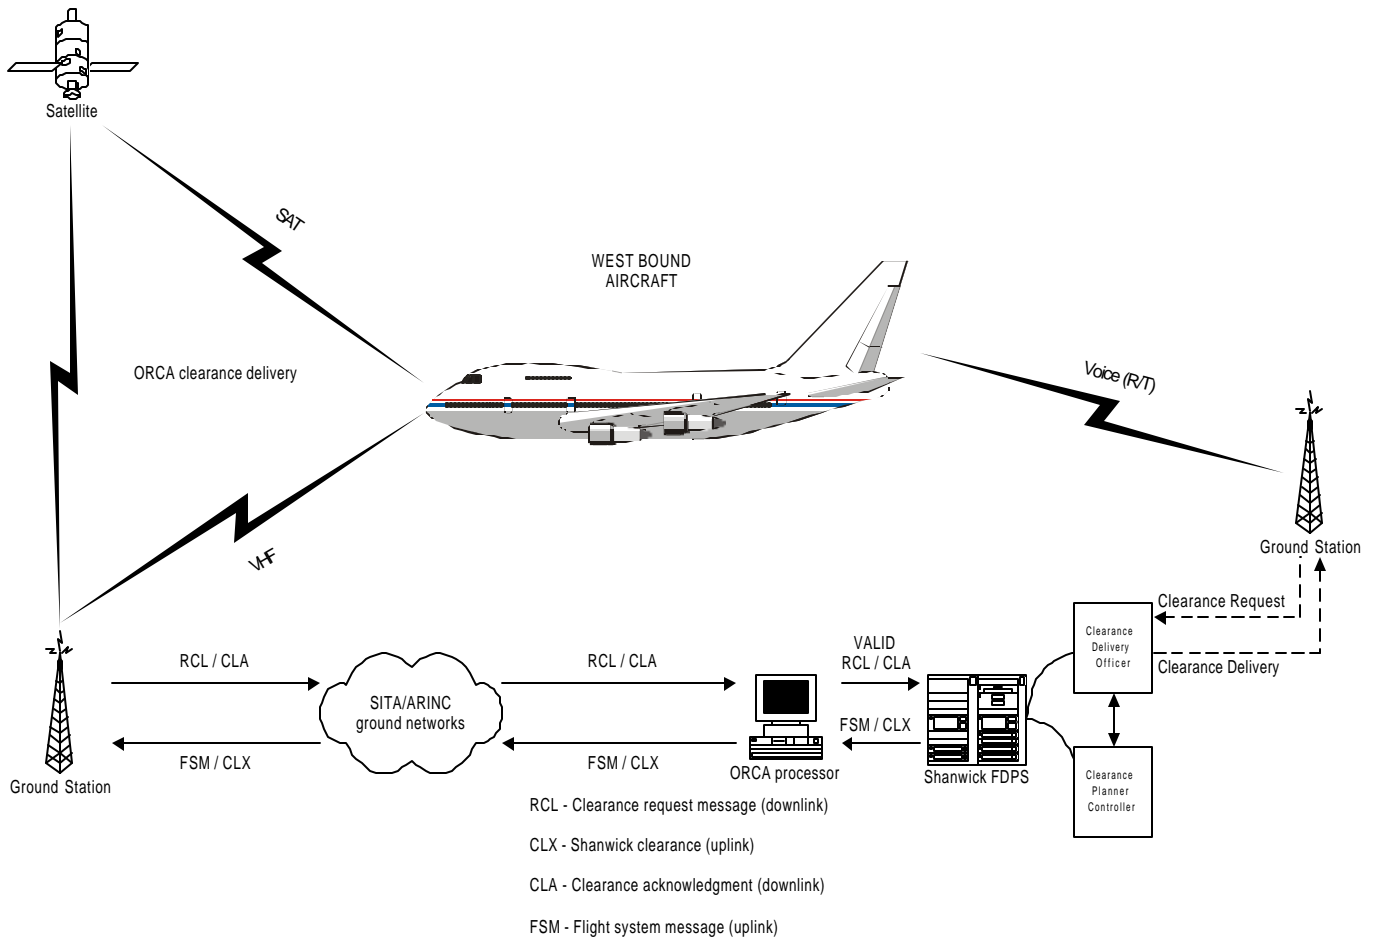 Satellite
SAT
WEST BOUND
AIRCRAFT
ORCA clearance delivery
Voice (R/T)
VHF
Ground Station
Clearance Request
Clearance
Delivery
Officer
Clearance Delivery
RCL / CLA
RCL / CLA
VALID
RCL / CLA
SITA/ARINC
ground networks
FSM / CLX
FSM / CLX
FSM / CLX
Ground Station
ORCA processor
Shanwick FDPS
Clearance
Planner
Controller
RCL - Clearance request message (downlink)
CLX - Shanwick clearance (uplink)
CLA - Clearance acknowledgment (downlink)
FSM - Flight system message (uplink)